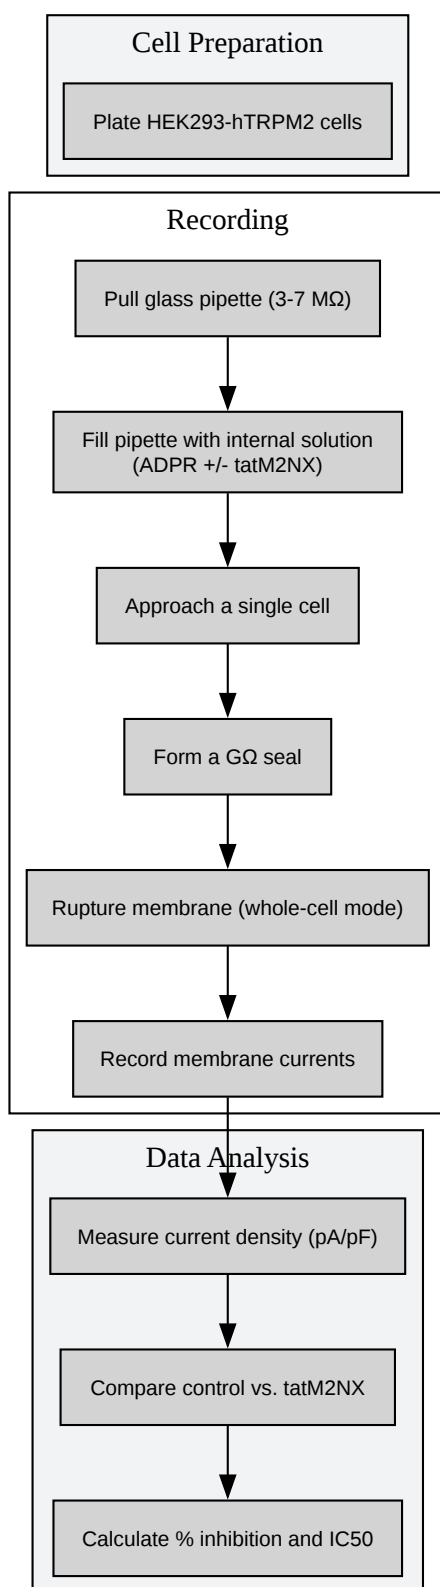 Cell Preparation
Plate HEK293-hTRPM2 cells
Recording
Pull glass pipette (3-7 MΩ)
Fill pipette with internal solution
(ADPR +/- tatM2NX)
Approach a single cell
Form a GΩ seal
Rupture membrane (whole-cell mode)
Record membrane currents
Data Analysis
Measure current density (pA/pF)
Compare control vs. tatM2NX
Calculate % inhibition and IC50